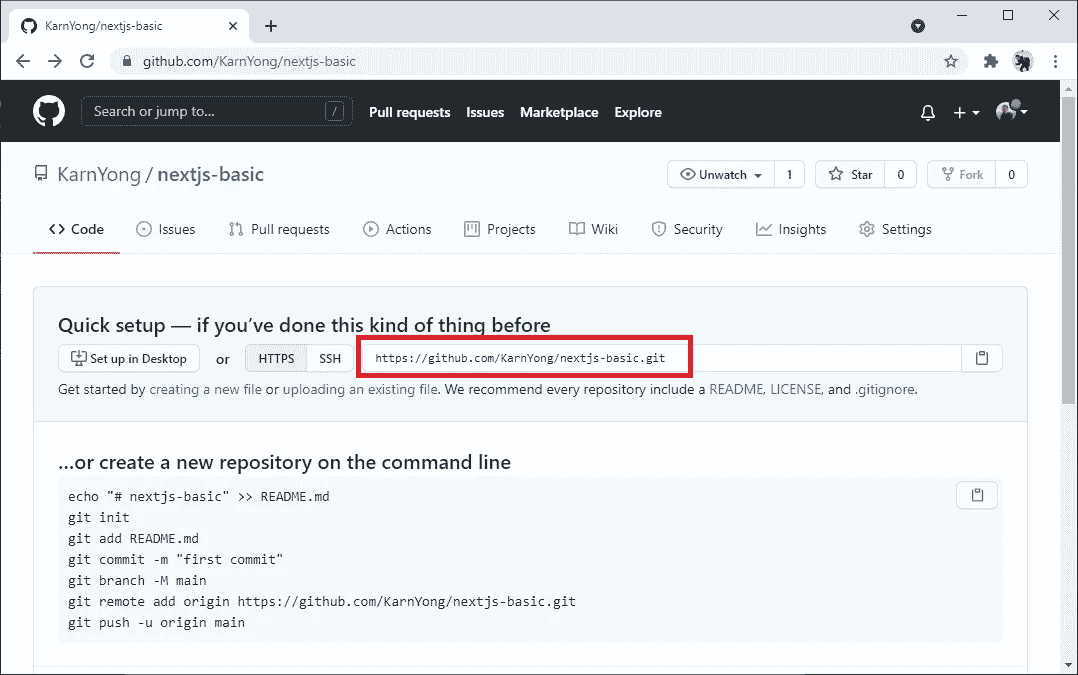 KarnYong/nextjs-basic
github.com/KarnYong/nextjs-basic
Search or jump to... / Pull requests Issues Marketplace Explore
KarnYong / nextjs-basic Unwatch 1 Star 0 Fork 0
Code Issues Pull requests Actions Projects Wiki Security Insights Settings
Quick setup — if you've done this kind of thing before
Set up in Desktop or HTTPS SSH https://github.com/KarnYong/nextjs-basic.git
Get started by creating a new file or uploading an existing file. We recommend every repository include a README, LICENSE, and .gitignore.
...or create a new repository on the command line
echo "# nextjs-basic" >> README.md
git init
git add README.md
git commit -m "first commit"
git branch -M main
git remote add origin https://github.com/KarnYong/nextjs-basic.git
git push -u origin main